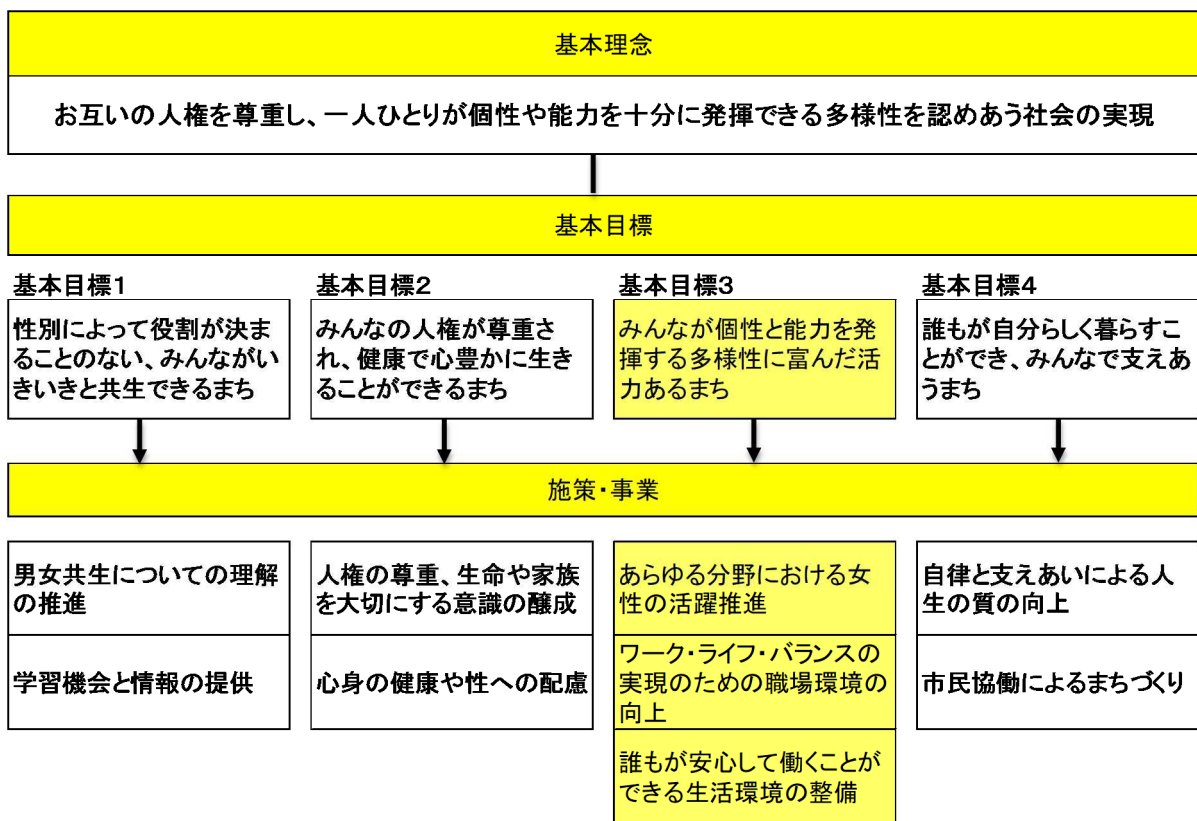 基本理念
お互いの人権を尊重し、一人ひとりが個性や能力を十分に発揮できる多様性を認めあう社会の実現
基本目標
基本目標1
性別によって役割が決ま
ることのない、みんながい
きいきと共生できるまち
基本目標2
みんなの人権が尊重さ
れ、健康で心豊かに生き
ることができるまち
基本目標3
みんなが個性と能力を発
揮する多様性に富んだ活
力あるまち
基本目標4
誰もが自分らしく暮らすこ
とができ、みんなで支えあ
うまち
施策・事業
男女共生についての理解
の推進
学習機会と情報の提供
人権の尊重、生命や家族
を大切にする意識の醸成
心身の健康や性への配慮
あらゆる分野における女
性の活躍推進
ワーク・ライフ・バランスの
実現のための職場環境の
向上
誰もが安心して働くことが
できる生活環境の整備
自律と支えあいによる人
生の質の向上
市民協働によるまちづくり